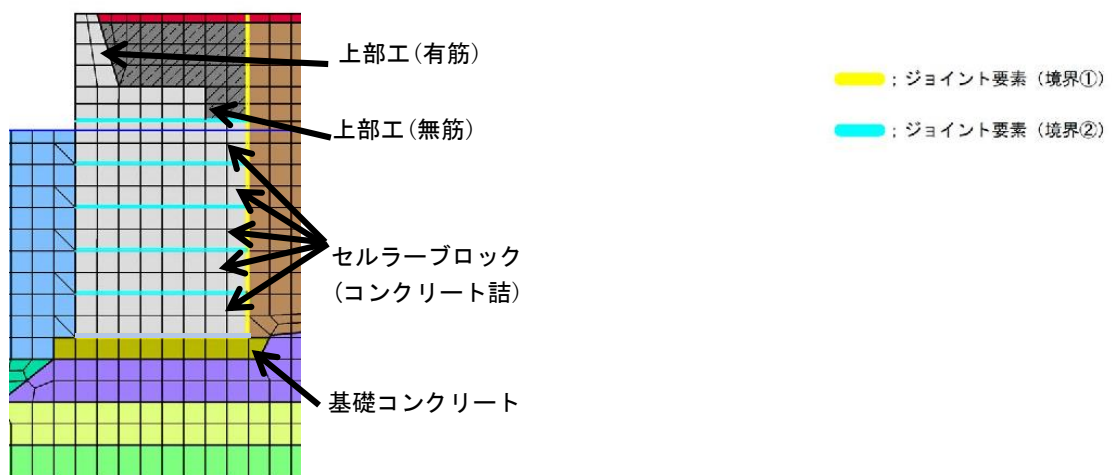 上部工(有筋)
上部工(無筋)
セルラーブロック
(コンクリート詰)
基礎コンクリート
；ジョイント要素（境界①）
；ジョイント要素（境界②）